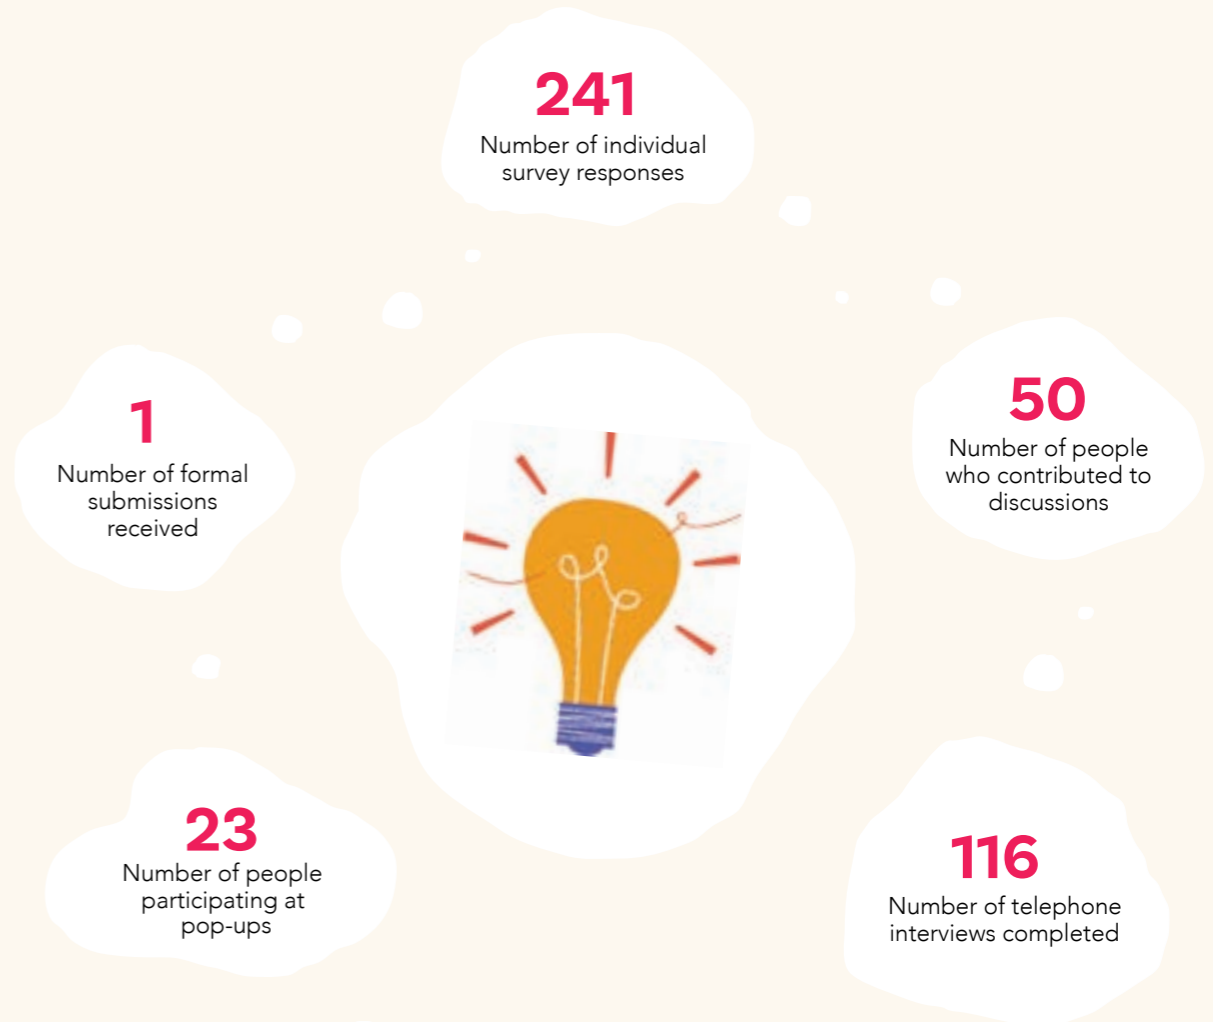 241
Number of individual
survey responses
1
Number of formal
submissions
received
50
Number of people
who contributed to
discussions
23
Number of people
participating at
pop-ups
116
Number of telephone
interviews completed